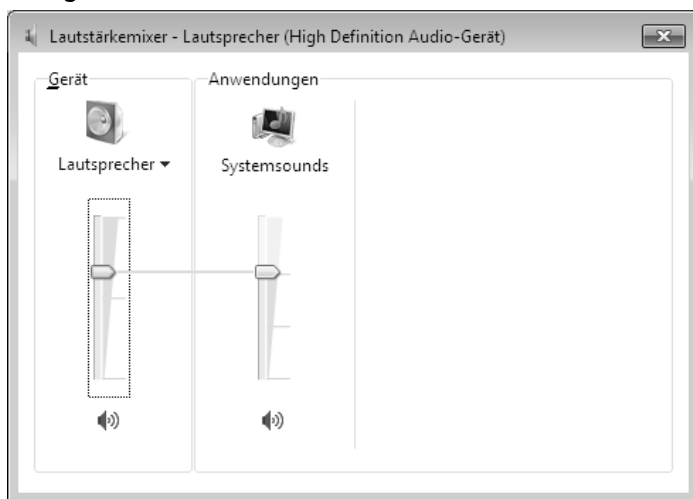 Lautstärkemixer - Lautsprecher (High Definition Audio-Gerät)
Gerät
Anwendungen
Lautsprecher
Systemsounds